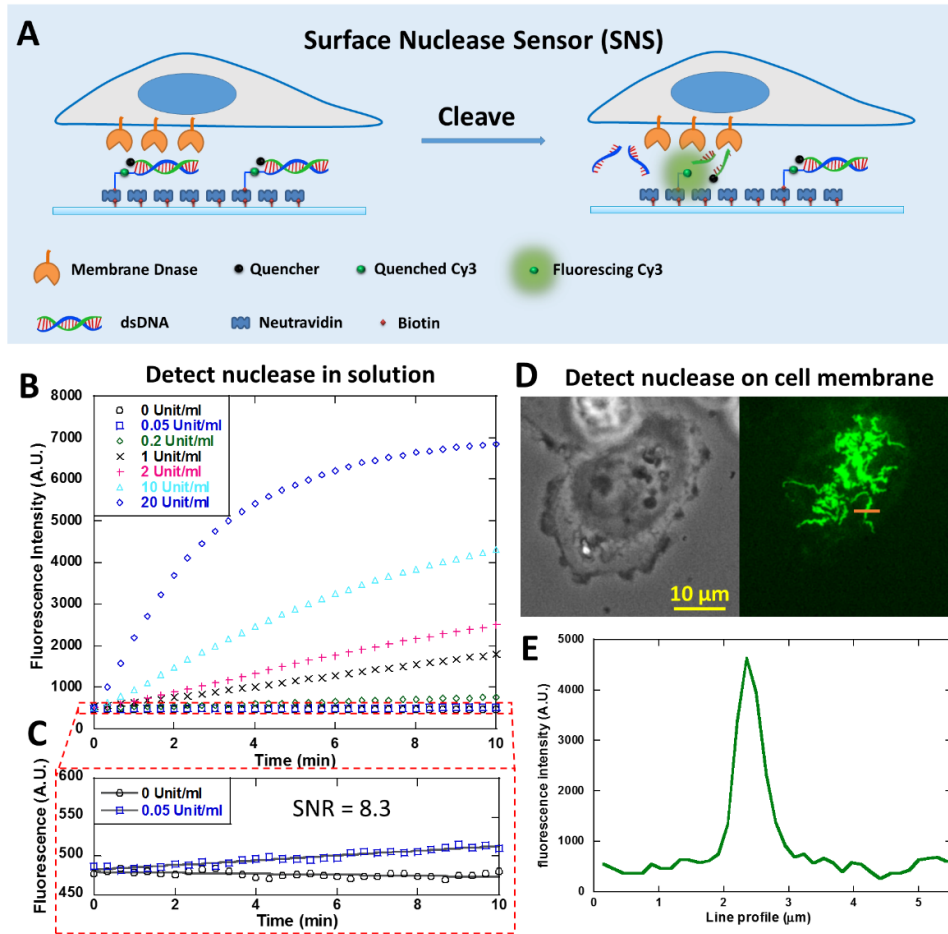 A
Surface Nuclease Sensor (SNS)
Cleave
Membrane Dnase
Quencher
Quenched Cy3
Fluorescing Cy3
dsDNA
Neutravidin
Biotin
B
Detect nuclease in solution
Fluorescence Intensity (A.U.)
8000
7000
6000
5000
4000
3000
2000
1000
0
0 Unit/ml
0.05 Unit/ml
0.2 Unit/ml
1 Unit/ml
2 Unit/ml
10 Unit/ml
20 Unit/ml
0 2 4 6 8 10
Time (min)
C
Fluorescence (A.U.)
600
550
500
450
0 Unit/ml
0.05 Unit/ml
SNR = 8.3
0 2 4 6 8 10
Time (min)
D
Detect nuclease on cell membrane
10 μm
E
fluorescence intensity (A.U.)
5000
4000
3000
2000
1000
0
0 1 2 3 4 5
Line profile (μm)